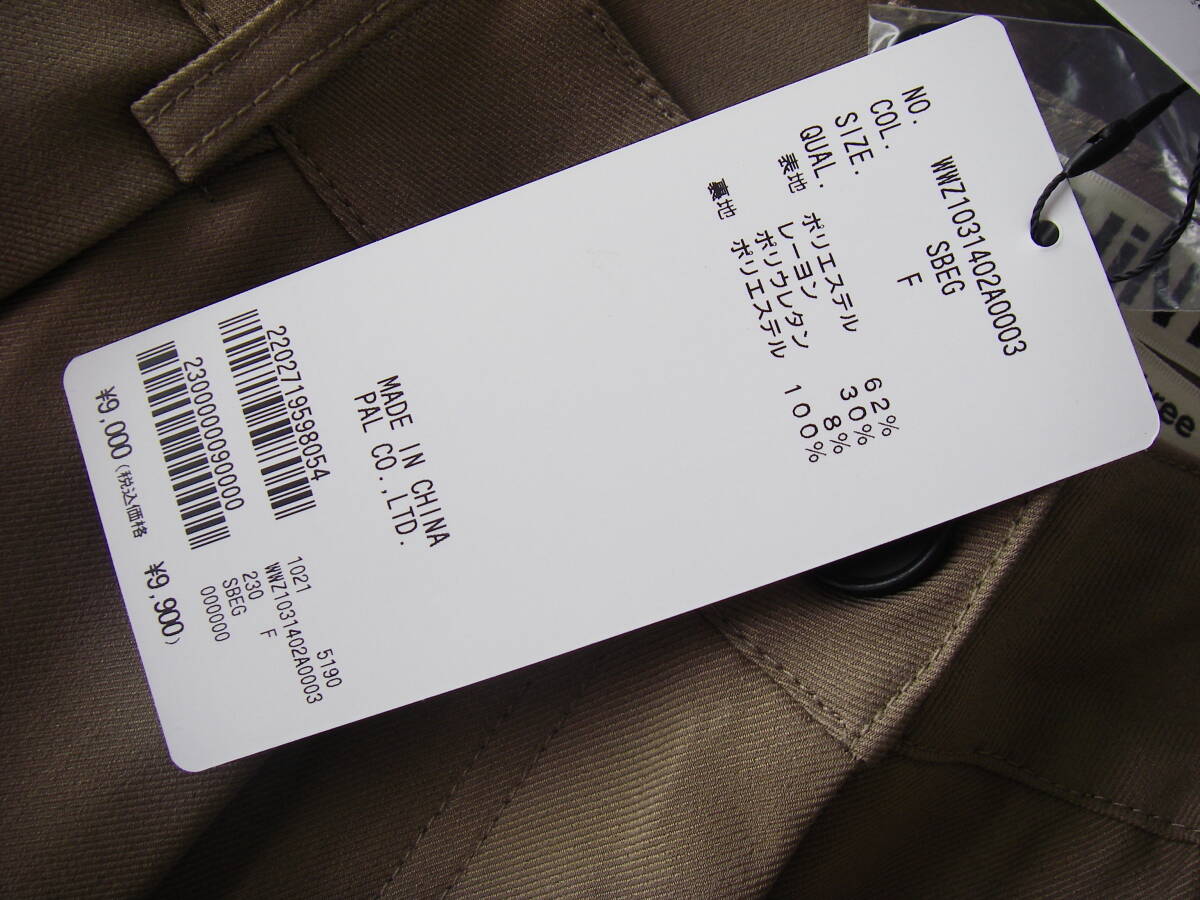 NO. WWZ1031402A0003
COL. SBEG
SIZE. F
QUAL.
表地 ポリエステル 62%
レーヨン 30%
ポリウレタン 8%
裏地 ポリエステル 100%
MADE IN CHINA
PAL CO.,LTD.
2202719598054
2300000090000
1021 5190
WWZ1031402A0003
230 F
SBEG
000000
¥9,000 (税込価格 ¥9,900)
ree